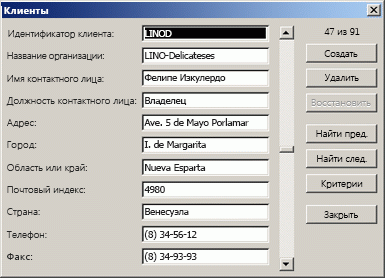 Клиенты
Идентификатор клиента: LINOD 47 из 91
Название организации: LINO-Delicateses Создать
Имя контактного лица: Фелипе Изкулердо Удалить
Должность контактного лица: Владелец Восстановить
Адрес: Ave. 5 de Mayo Porlamar Найти пред.
Город: I. de Margarita Найти след.
Область или край: Nueva Esparta
Почтовый индекс: 4980 Критерии
Страна: Венесуэла Закрыть
Телефон: (8) 34-56-12
Факс: (8) 34-93-93